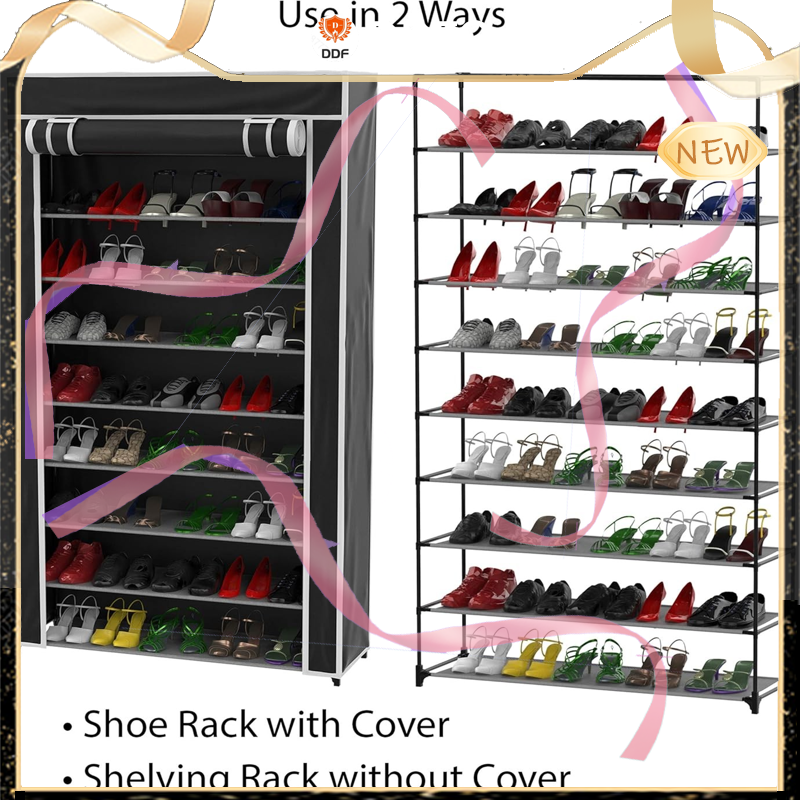 Use in 2 Ways
DDF
NEW
• Shoe Rack with Cover
• Shelving Rack without Cover